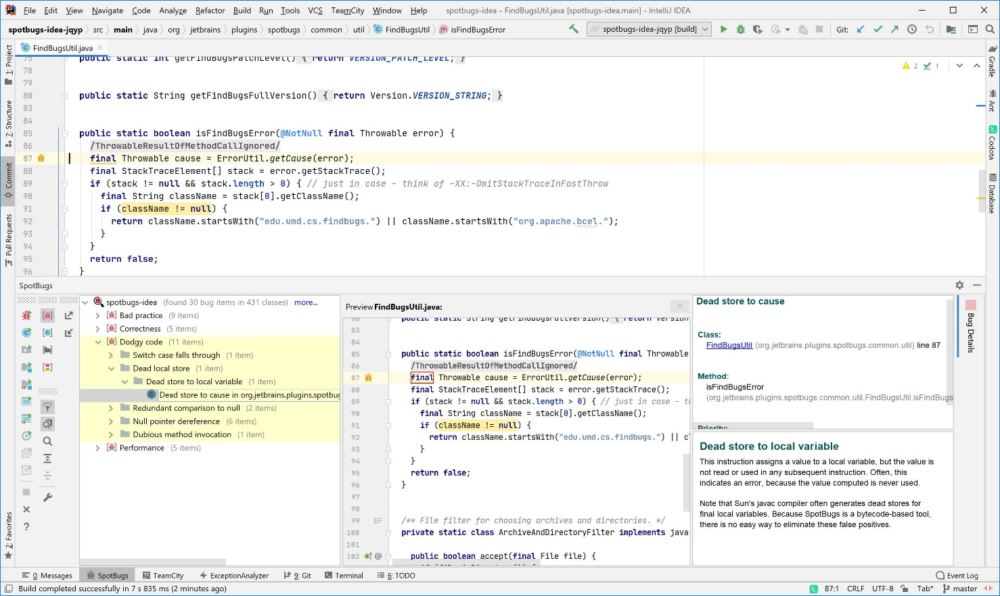 File Edit View Navigate Code Analyze Refactor Build Run Tools VCS TeamCity Window Help spotbugs-idea - FindBugsUtil.java [spotbugs-idea.main] - IntelliJ IDEA
spotbugs-idea-jqyp src main java org jetbrains plugins spotbugs common util FindBugsUtil isFindBugsError spotbugs-idea-jqyp [build] Git:
1: Project
7: Structure
Commit
Pull Requests
2: Favorites
FindBugsUtil.java
2 1
75 public static int getFindBugsPatchLevel() { return VERSION_PATCH_LEVEL; }
78
79
80 public static String getFindBugsFullVersion() { return Version.VERSION_STRING; }
83
84
85 public static boolean isFindBugsError(@NotNull final Throwable error) {
86 /ThrowableResultOfMethodCallIgnored/
87 final Throwable cause = ErrorUtil.getCause(error);
88 final StackTraceElement[] stack = error.getStackTrace();
89 if (stack != null && stack.length > 0) { // just in case - think of -XX:-OmitStackTraceInFastThrow
90 final String className = stack[0].getClassName();
91 if (className != null) {
92 return className.startsWith("edu.umd.cs.findbugs.") || className.startsWith("org.apache.bcel.");
93 }
94 }
95 return false;
96 }
Gradle
Ant
Codota
Database
SpotBugs
spotbugs-idea (found 30 bug items in 431 classes) more...
Bad practice (9 items)
Correctness (5 items)
Dodgy code (11 items)
Switch case falls through (1 item)
Dead local store (1 item)
Dead store to local variable (1 item)
Dead store to cause in org.jetbrains.plugins.spotbug
Redundant comparison to null (2 items)
Null pointer dereference (6 items)
Dubious method invocation (1 item)
Performance (5 items)
?
Preview FindBugsUtil.java:
80 public static String getFindBugsFullVersion() { return Version
83
84
85 public static boolean isFindBugsError(@NotNull final Throwable
86 /ThrowableResultOfMethodCallIgnored/
87 final Throwable cause = ErrorUtil.getCause(error);
88 final StackTraceElement[] stack = error.getStackTrace();
89 if (stack != null && stack.length > 0) { // just in case - th
90 final String className = stack[0].getClassName();
91 if (className != null) {
92 return className.startsWith("edu.umd.cs.findbugs.") || cl
93 }
94 }
95 return false;
96 }
97
98
99 /** File filter for choosing archives and directories. */
100 private static class ArchiveAndDirectoryFilter implements java
101
102 @ public boolean accept(final File file) {
Dead store to cause
Class:
FindBugsUtil (org.jetbrains.plugins.spotbugs.common.util) line 87
Method:
isFindBugsError
(org.jetbrains.plugins.spotbugs.common.util.FindBugsUtil.isFindBugs
Priority:
Dead store to local variable
This instruction assigns a value to a local variable, but the value is
not read or used in any subsequent instruction. Often, this
indicates an error, because the value computed is never used.
Note that Sun's javac compiler often generates dead stores for
final local variables. Because SpotBugs is a bytecode-based tool,
there is no easy way to eliminate these false positives.
Bug Details
0: Messages SpotBugs TeamCity ExceptionAnalyzer 9: Git Terminal 6: TODO Event Log
Build completed successfully in 7 s 835 ms (2 minutes ago) 87:1 CRLF UTF-8 Tab* master